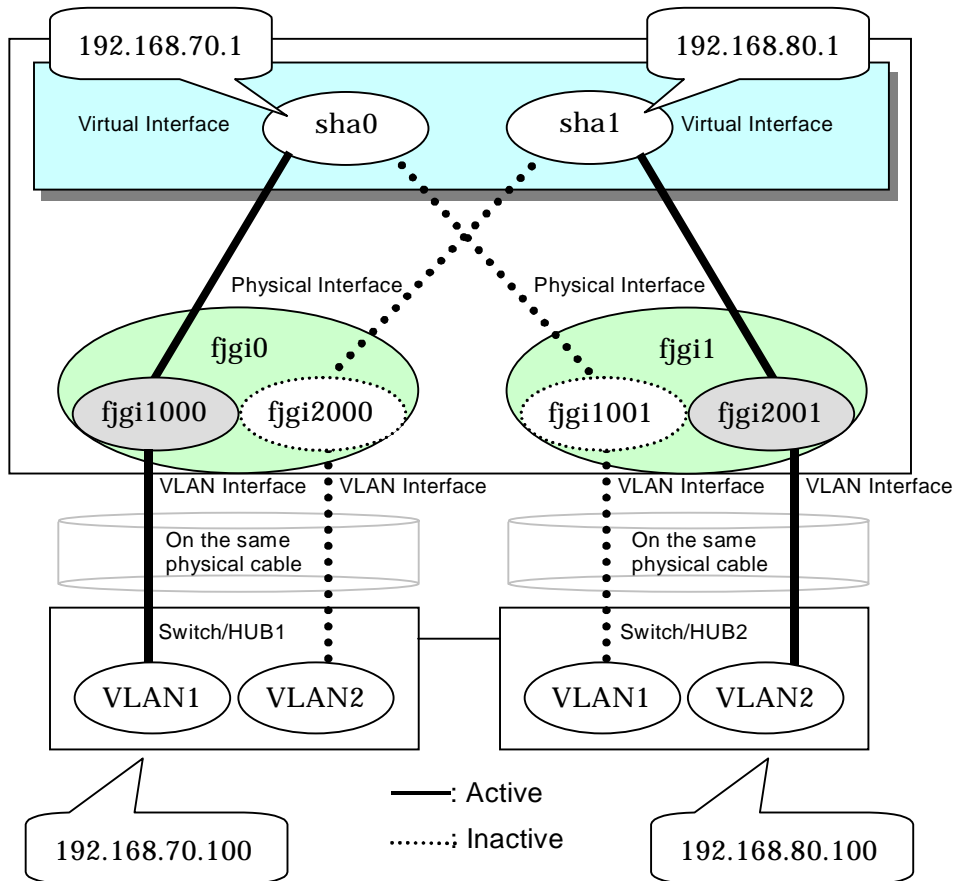 192.168.70.1
192.168.80.1
Virtual Interface
sha0
sha1
Virtual Interface
Physical Interface
Physical Interface
fjgi0
fjgi1
fjgi1000
fjgi2000
fjgi1001
fjgi2001
VLAN Interface
VLAN Interface
VLAN Interface
VLAN Interface
On the same
physical cable
On the same
physical cable
Switch/HUB1
Switch/HUB2
VLAN1
VLAN2
VLAN1
VLAN2
: Active
: Inactive
192.168.70.100
192.168.80.100